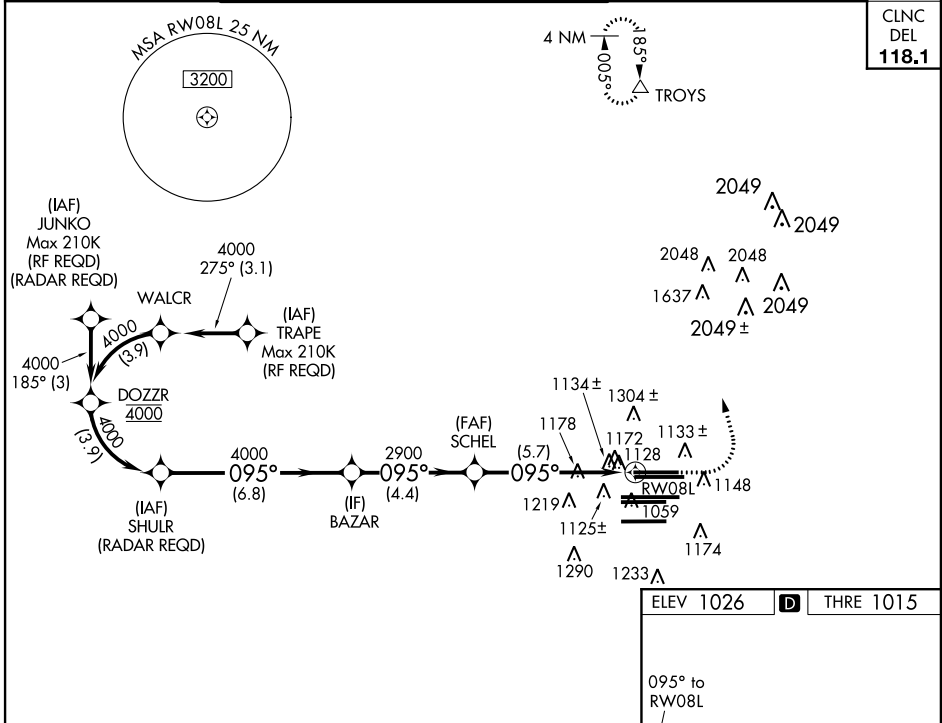 MSA RW08L 25 NM
3200
4 NM
185°
005°
TROYS
CLNC
DEL
118.1
(IAF)
JUNKO
Max 210K
(RF REQD)
(RADAR REQD)
4000
275° (3.1)
WALCR
(IAF)
TRAPE
Max 210K
(RF REQD)
4000
(3.9)
4000
185° (3)
DOZZR
4000
4000
(3.9)
2049
2049
2048
2048
1637
2049
2049±
1134±
1304±
1178
1172
1128
1133±
(FAF)
SCHEL
4000
095°
(6.8)
2900
095°
(4.4)
(5.7)
095°
RW08L
1148
(IAF)
SHULR
(RADAR REQD)
(IF)
BAZAR
1219
1125±
1059
1174
1290
1233
ELEV 1026
D
THRE 1015
095° to
RW08L